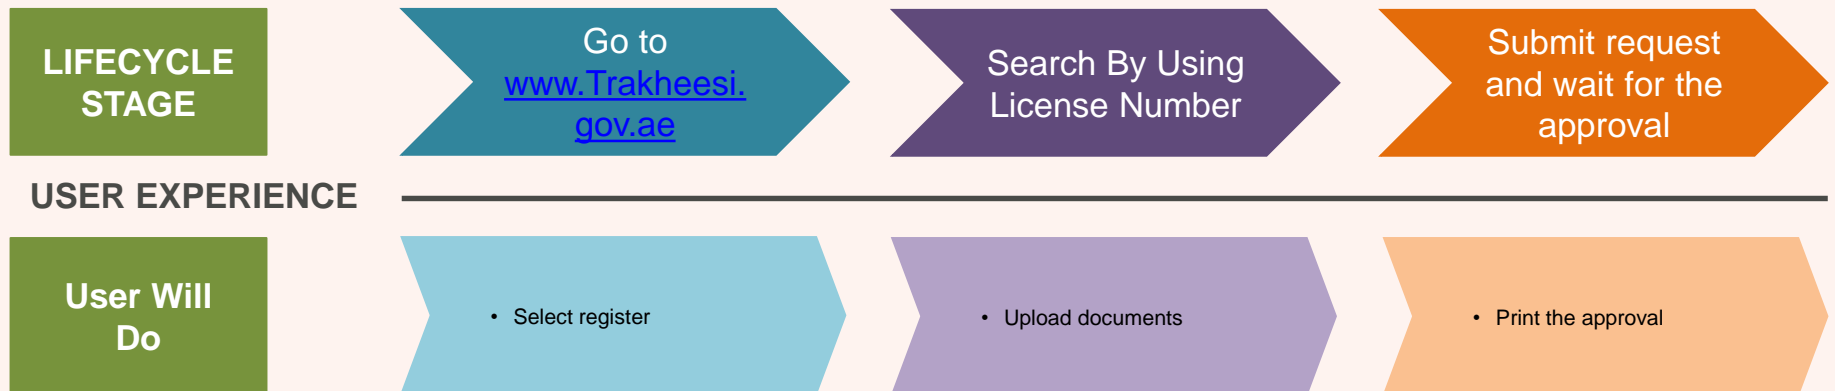 LIFECYCLE
STAGE
Go to
www.Trakheesi.
gov.ae
Search By Using
License Number
Submit request
and wait for the
approval
USER EXPERIENCE
User Will
Do
• Select register
• Upload documents
• Print the approval